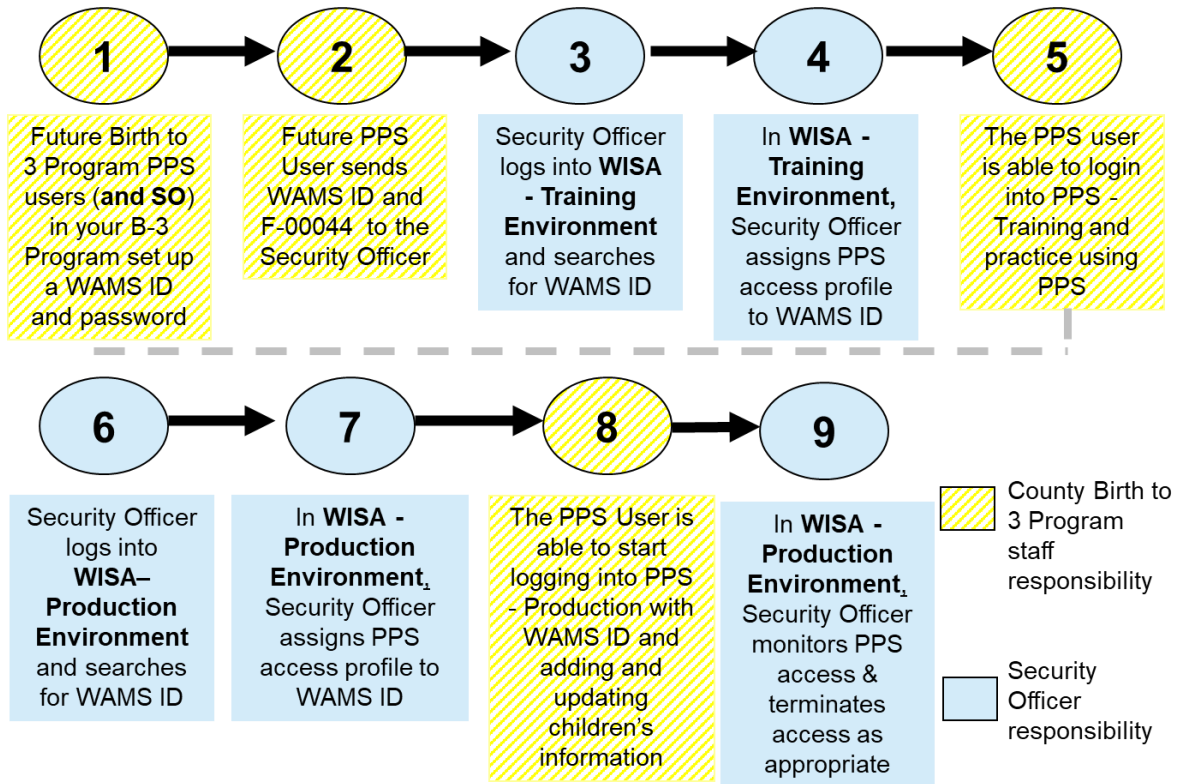 1
2
3
4
5
Future Birth to
3 Program PPS
users (and SO)
in your B-3
Program set up
a WAMS ID
and password
Future PPS
User sends
WAMS ID and
F-00044 to the
Security Officer
Security Officer
logs into WISA
- Training
Environment
and searches
for WAMS ID
In WISA -
Training
Environment,
Security Officer
assigns PPS
access profile
to WAMS ID
The PPS user
is able to login
into PPS -
Training and
practice using
PPS
6
7
8
9
Security Officer
logs into
WISA–
Production
Environment
and searches
for WAMS ID
In WISA -
Production
Environment,
Security Officer
assigns PPS
access profile to
WAMS ID
The PPS User is
able to start
logging into PPS
- Production with
WAMS ID and
adding and
updating
children’s
information
In WISA -
Production
Environment,
Security Officer
monitors PPS
access &
terminates
access as
appropriate
County Birth to
3 Program
staff
responsibility
Security
Officer
responsibility